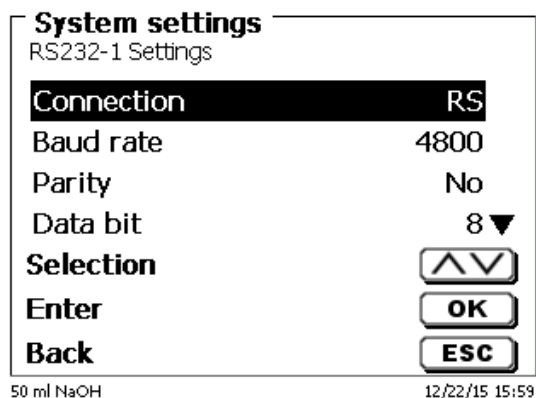 System settings
RS232-1 Settings
Connection RS
Baud rate 4800
Parity No
Data bit 8
Selection
Enter OK
Back ESC
50 ml NaOH 12/22/15 15:59